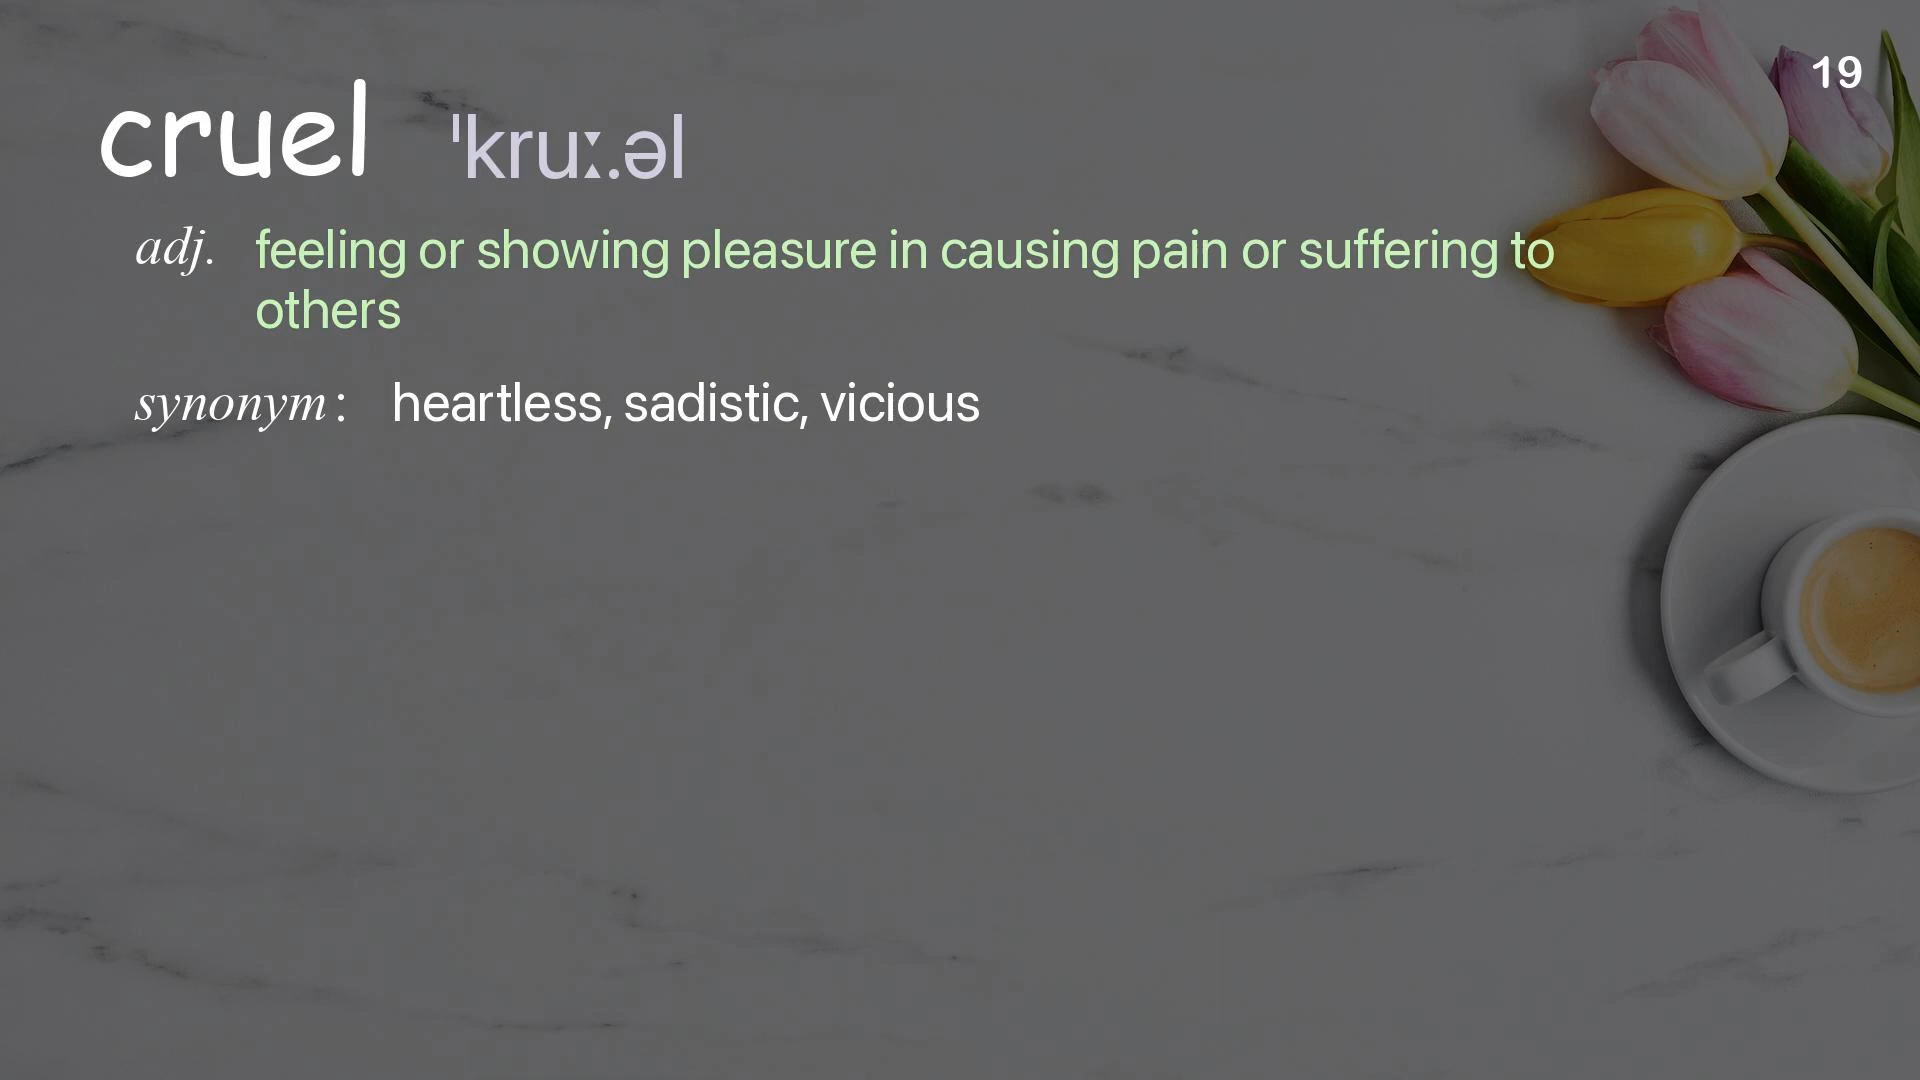 19
cruel ˈkruː.əl
adj. feeling or showing pleasure in causing pain or suffering to
others
synonym: heartless, sadistic, vicious